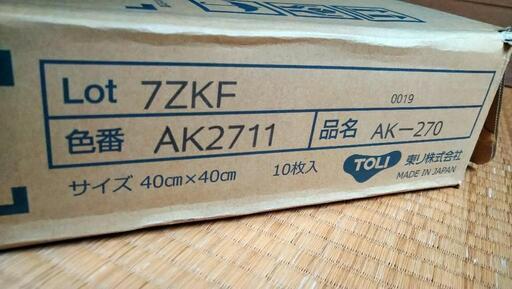 Lot 7ZKF 0019
色番 AK2711 品名 AK－270
サイズ 40cm×40cm 10枚入 TOLI 東リ株式会社
MADE IN JAPAN